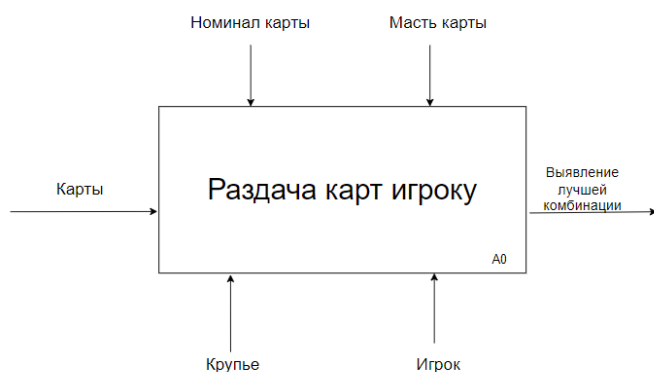 Номинал карты
Масть карты
Карты
Раздача карт игроку
Выявление
лучшей
комбинации
A0
Крупье
Игрок